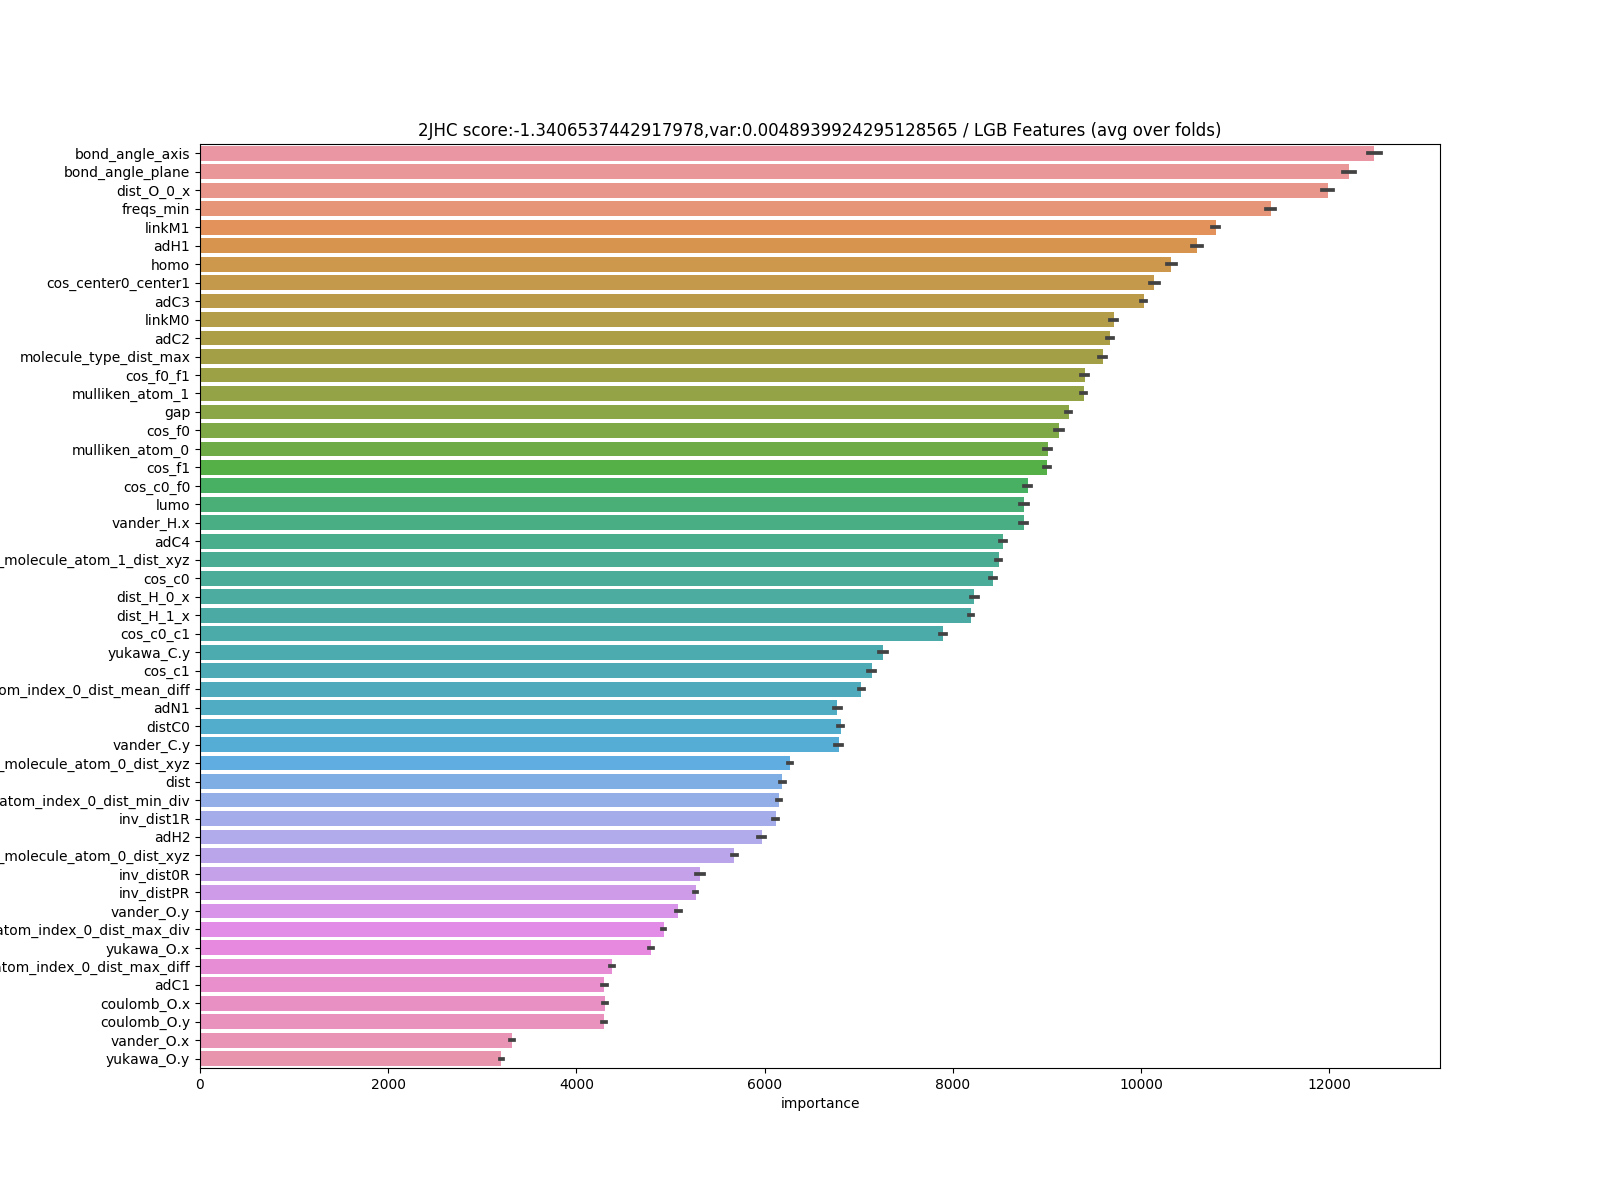 2JHC score:-1.3406537442917978,var:0.0048939924295128565 / LGB Features (avg over folds)
bond_angle_axis
bond_angle_plane
dist_O_0_x
freqs_min
linkM1
adH1
homo
cos_center0_center1
adC3
linkM0
adC2
molecule_type_dist_max
cos_f0_f1
mulliken_atom_1
gap
cos_f0
mulliken_atom_0
cos_f1
cos_c0_f0
lumo
vander_H.x
adC4
_molecule_atom_1_dist_xyz
cos_c0
dist_H_0_x
dist_H_1_x
cos_c0_c1
yukawa_C.y
cos_c1
om_index_0_dist_mean_diff
adN1
distC0
vander_C.y
_molecule_atom_0_dist_xyz
dist
atom_index_0_dist_min_div
inv_dist1R
adH2
_molecule_atom_0_dist_xyz
inv_dist0R
inv_distPR
vander_O.y
atom_index_0_dist_max_div
yukawa_O.x
tom_index_0_dist_max_diff
adC1
coulomb_O.x
coulomb_O.y
vander_O.x
yukawa_O.y
0 2000 4000 6000 8000 10000 12000
importance